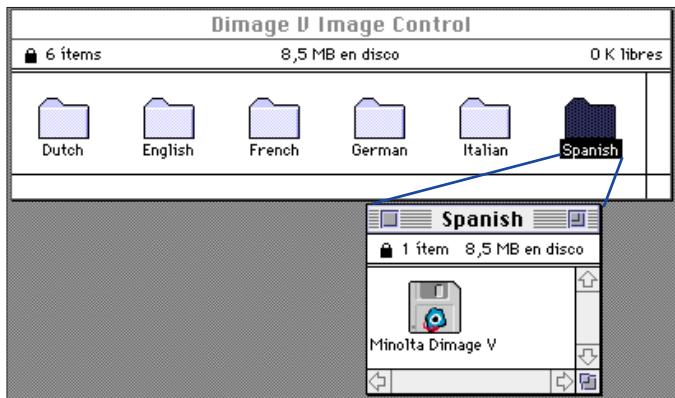 Dimage V Image Control
6 ítems 8,5 MB en disco 0 K libres
Dutch English French German Italian Spanish
Spanish
1 ítem 8,5 MB en disco
Minolta Dimage V